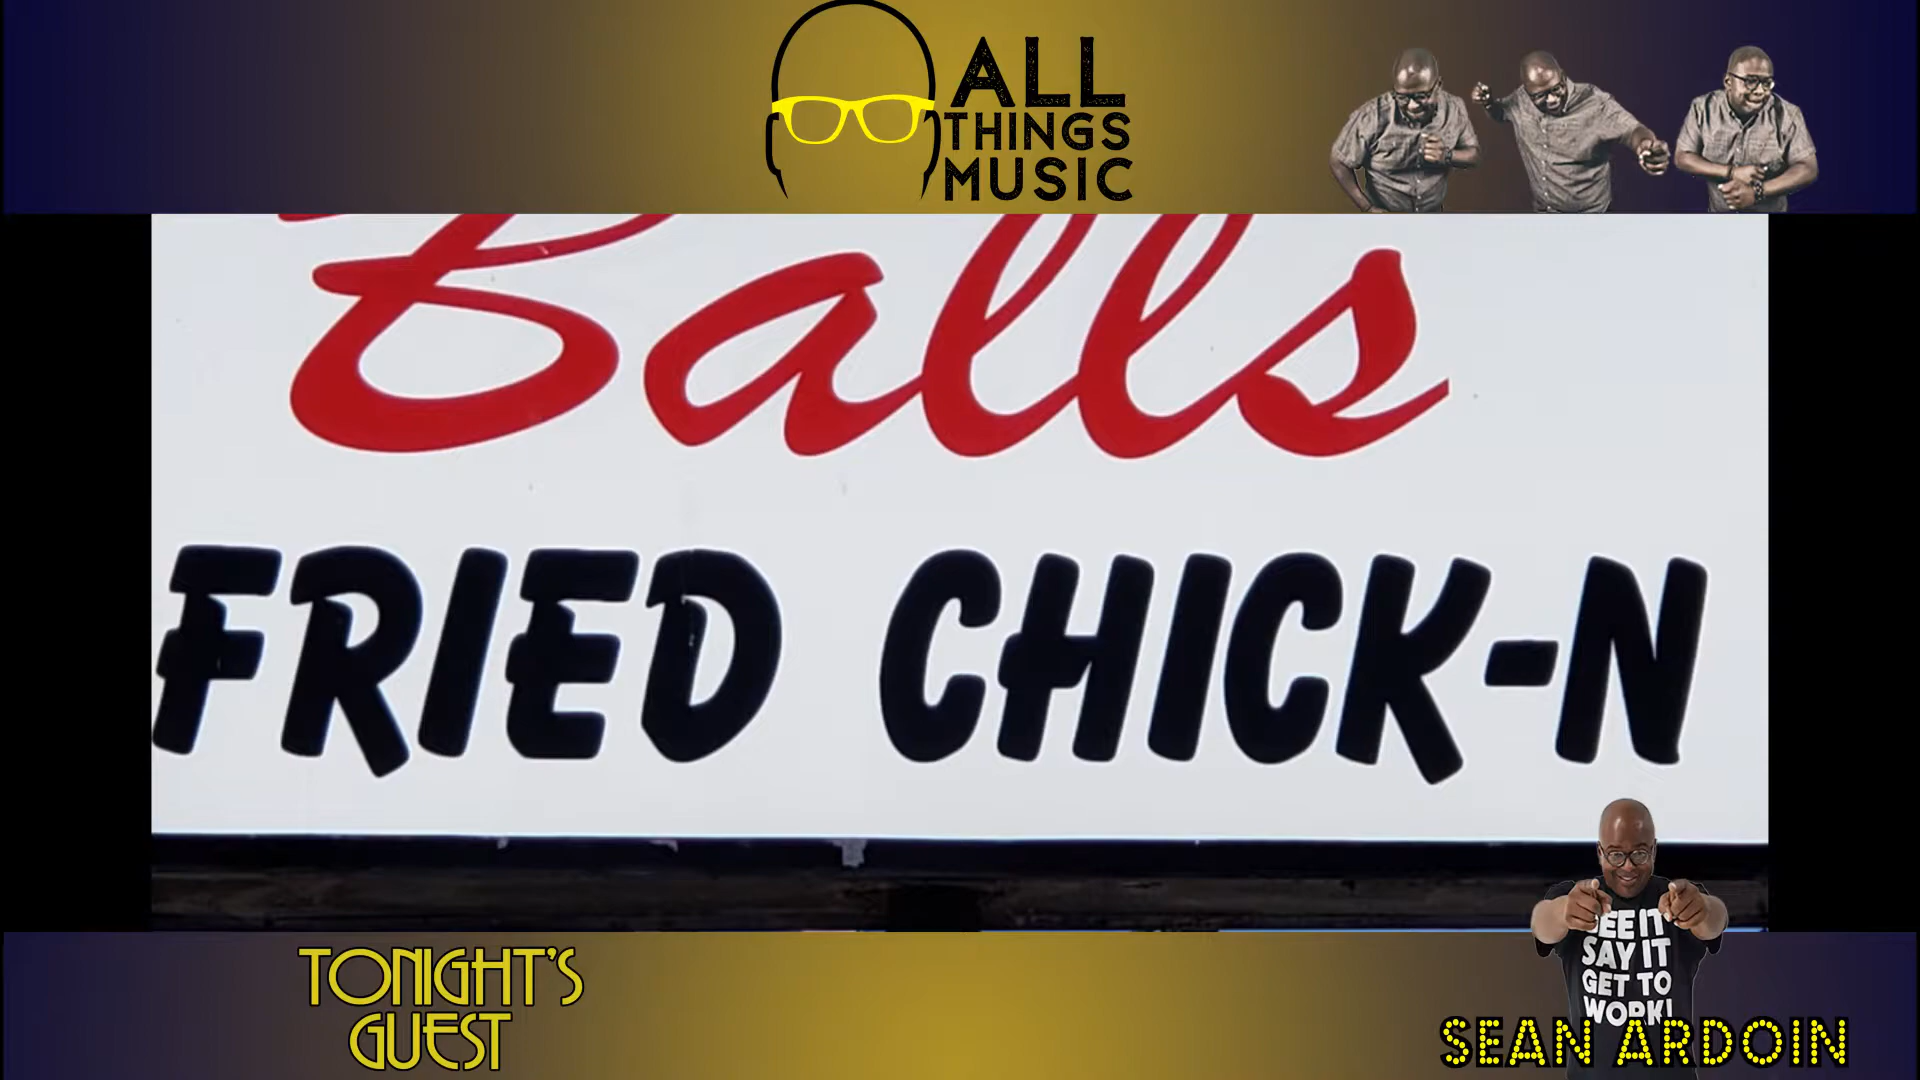 ALL
THINGS
MUSIC
Balls
FRIED CHICK-N
SEE IT
SAY IT
GET TO
WORK!
TONIGHT'S
GUEST
SEAN ARDOIN